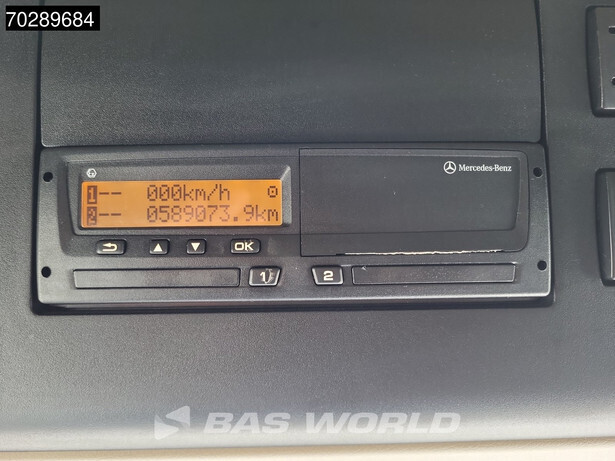 70289684
Mercedes-Benz
1 -- 000km/h
2 -- 0589073.9km
OK
1
2
BAS WORLD